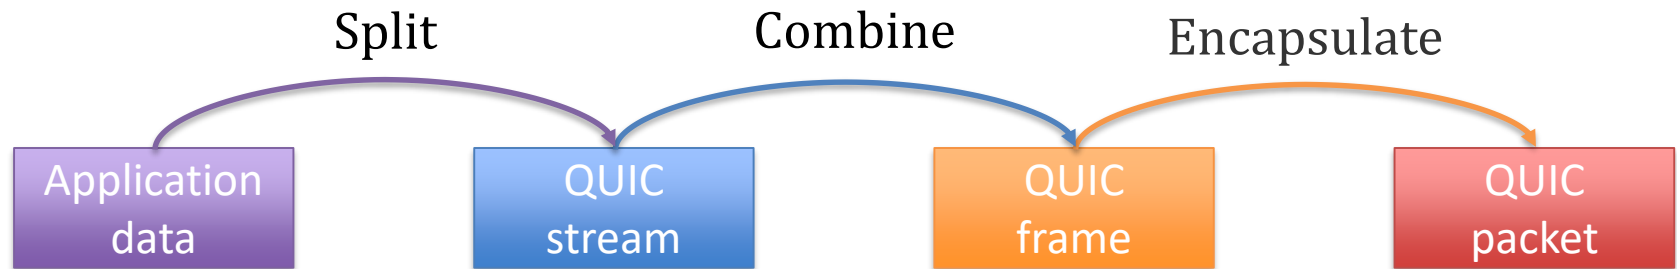 Split
Combine
Encapsulate
Application
data
QUIC
stream
QUIC
frame
QUIC
packet